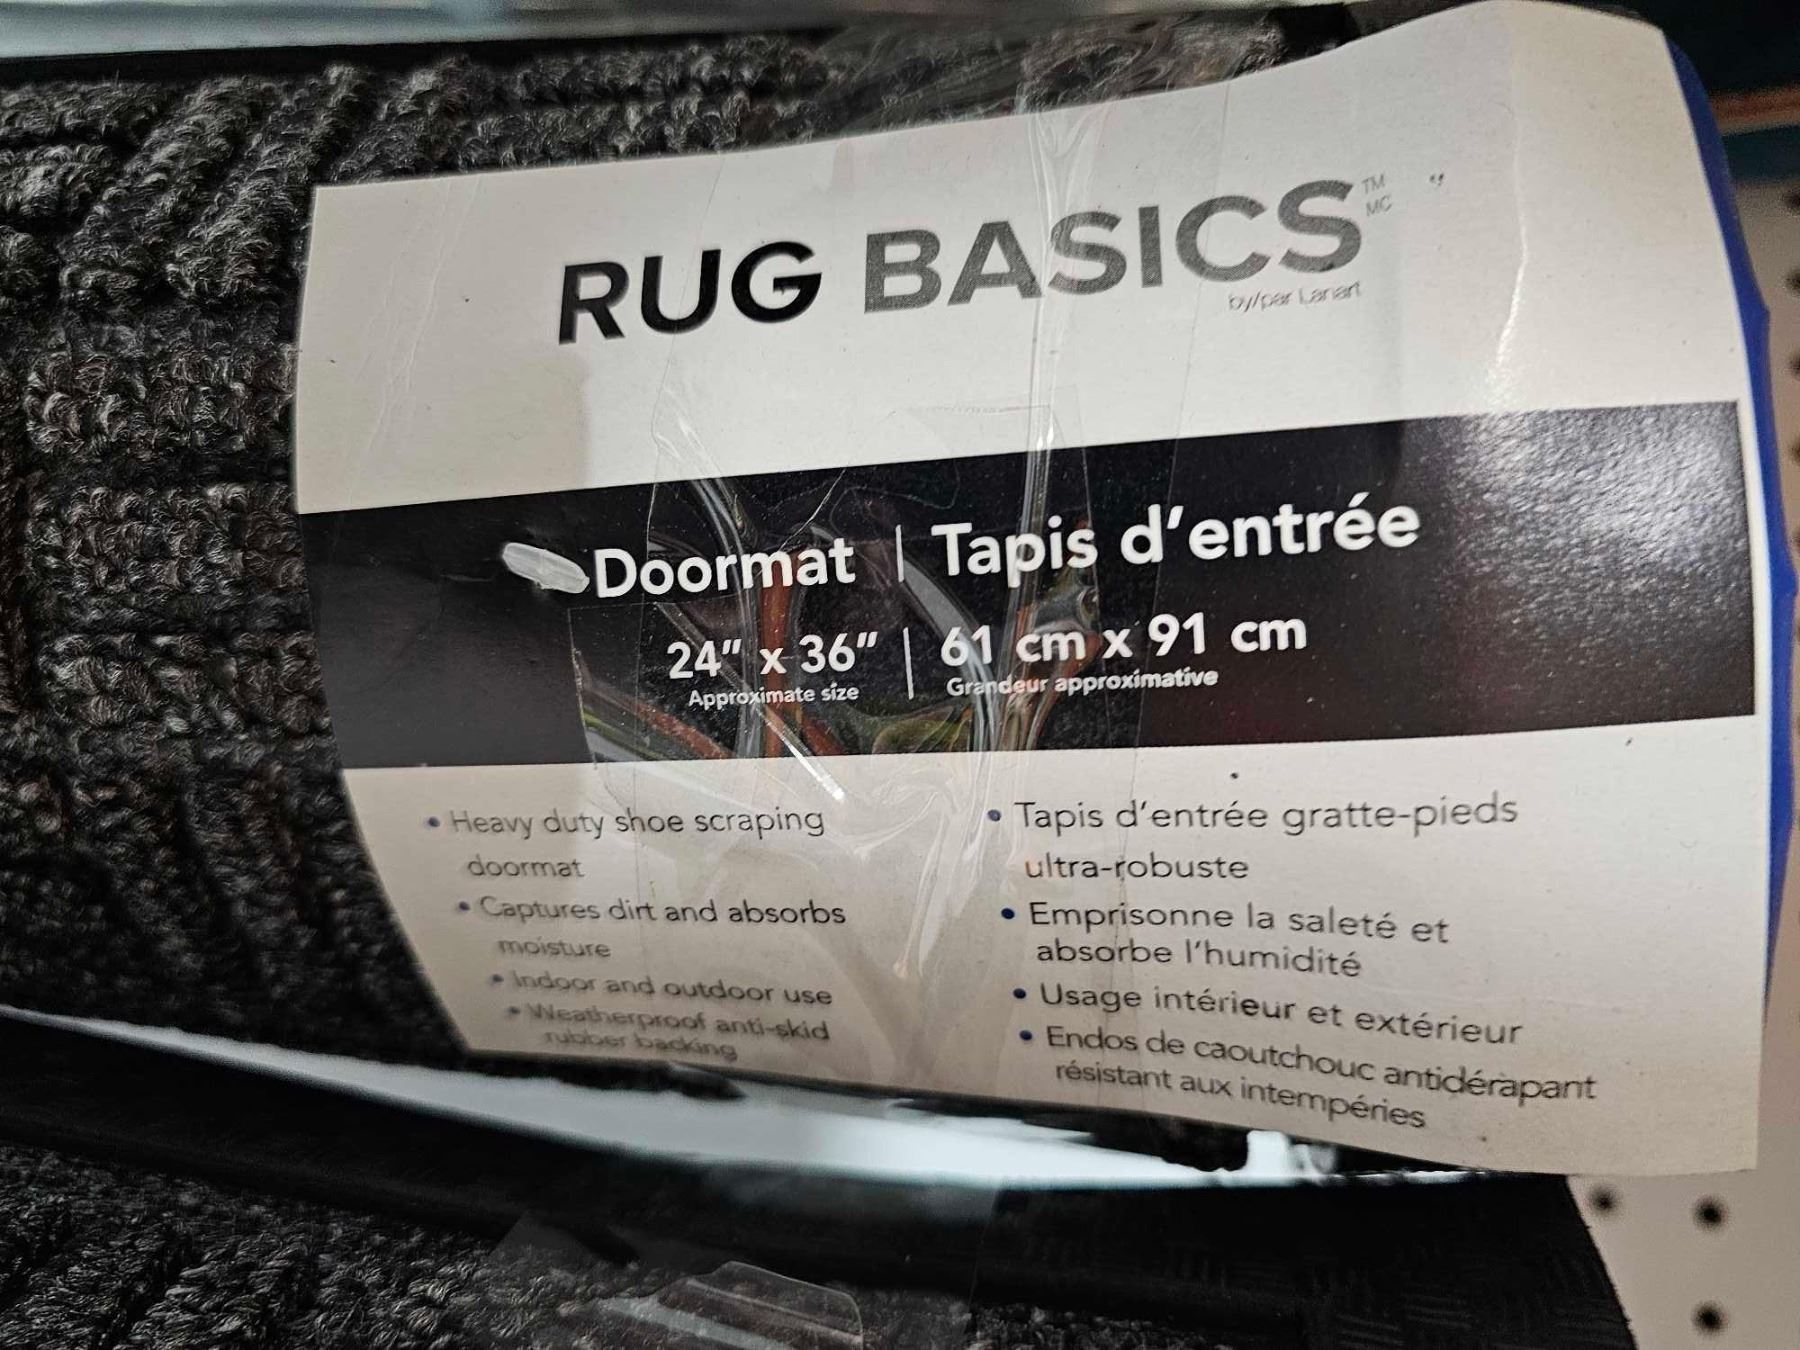 RUG BASICS TM MC
by/par Lanart
Doormat | Tapis d'entrée
24" x 36" | 61 cm x 91 cm
Approximate size | Grandeur approximative
• Heavy duty shoe scraping
doormat
• Captures dirt and absorbs
moisture
• Indoor and outdoor use
• Weatherproof anti-skid
rubber backing
• Tapis d'entrée gratte-pieds
ultra-robuste
• Emprisonne la saleté et
absorbe l'humidité
• Usage intérieur et extérieur
• Endos de caoutchouc antidérapant
résistant aux intempéries